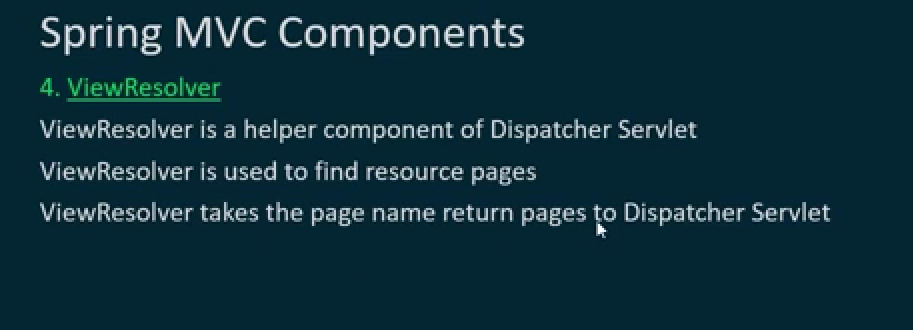 Spring MVC Components
4. ViewResolver
ViewResolver is a helper component of Dispatcher Servlet
ViewResolver is used to find resource pages
ViewResolver takes the page name return pages to Dispatcher Servlet